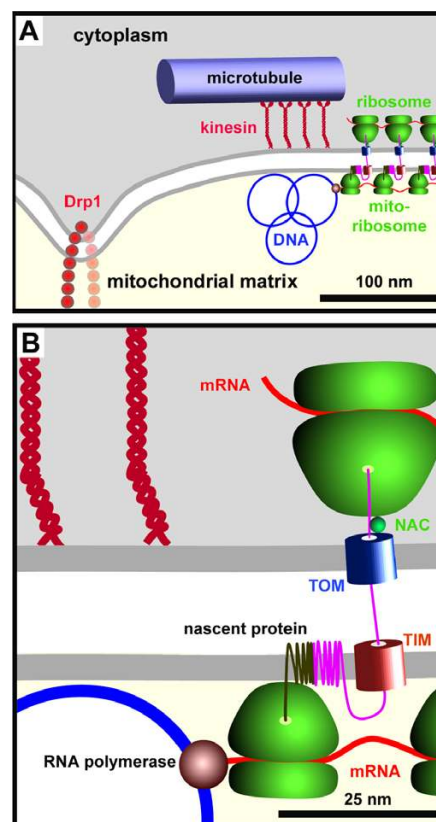 A
cytoplasm
microtubule
kinesin
ribosome
Drp1
DNA
mito-
ribosome
mitochondrial matrix
100 nm
B
mRNA
NAC
TOM
nascent protein
TIM
RNA polymerase
mRNA
25 nm